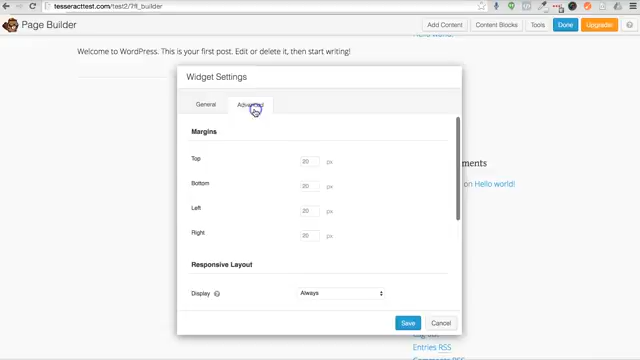 tesseracttest.com/test2/?fl_builder
Page Builder
Add Content
Content Blocks
Tools
Done
Upgrade!
?
Hello world!
Welcome to WordPress. This is your first post. Edit or delete it, then start writing!
Widget Settings
General
Advanced
Margins
Top
20
px
Bottom
20
px
mments
on Hello world!
Left
20
px
Right
20
px
Responsive Layout
Display ?
Always
Save
Cancel
Entries RSS
Comments RSS